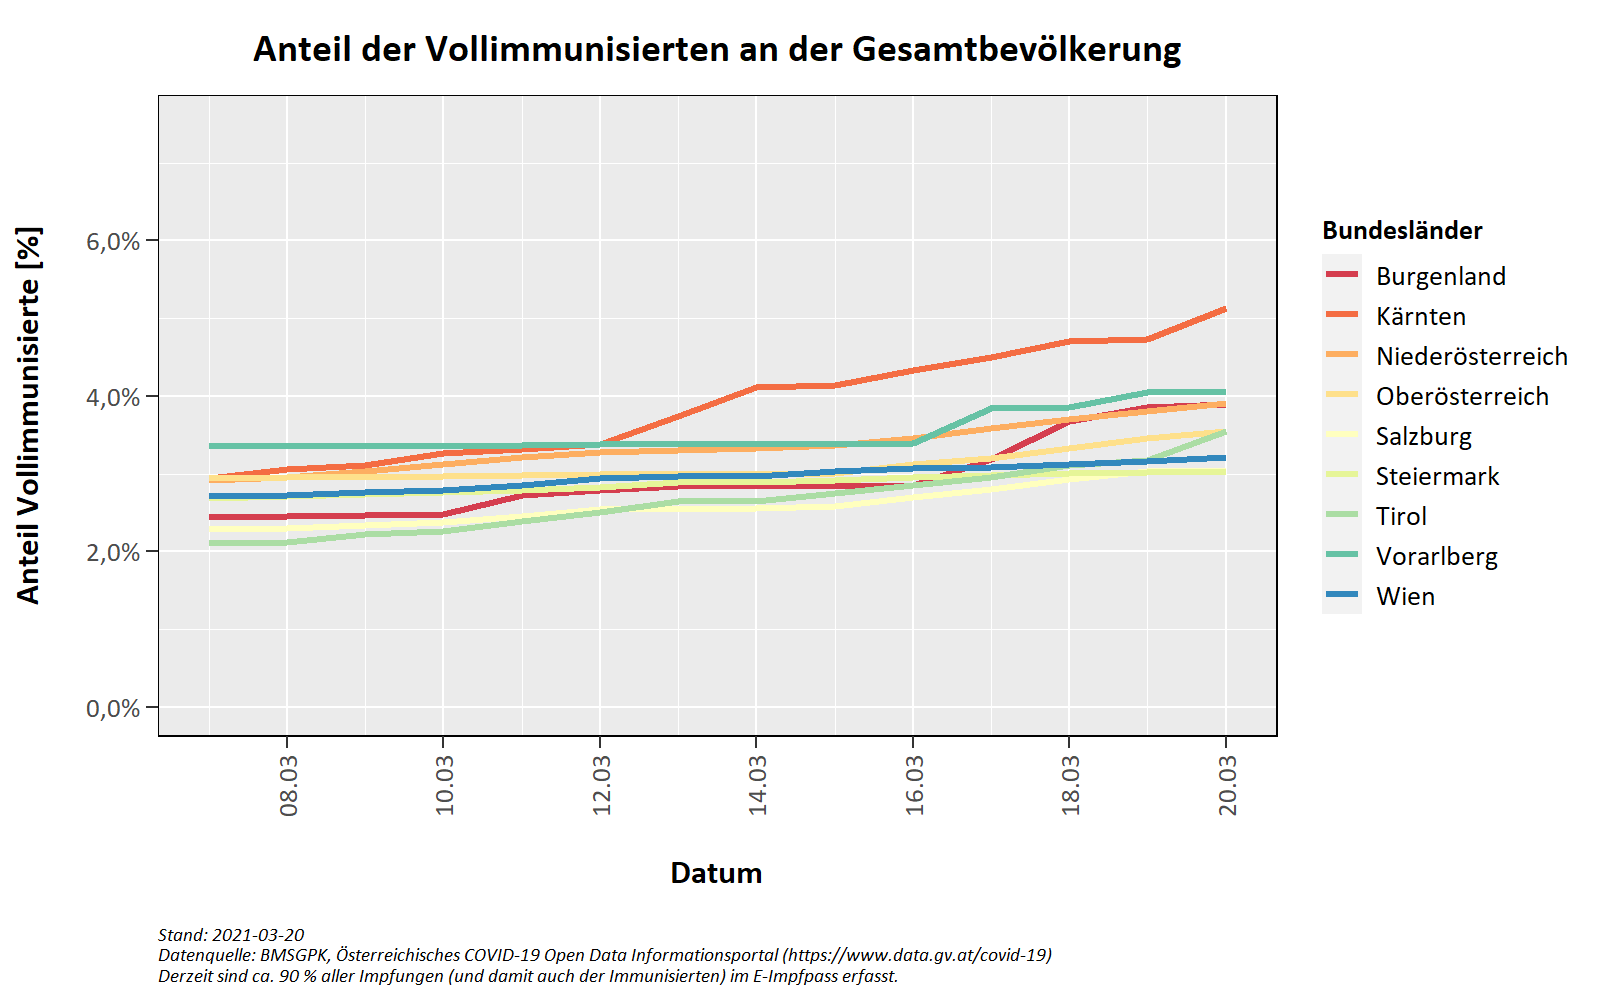 Anteil der Vollimmunisierten an der Gesamtbevölkerung
Anteil Vollimmunisierte [%]
6,0%
4,0%
2,0%
0,0%
08.03
10.03
12.03
14.03
16.03
18.03
20.03
Datum
Bundesländer
Burgenland
Kärnten
Niederösterreich
Oberösterreich
Salzburg
Steiermark
Tirol
Vorarlberg
Wien
Stand: 2021-03-20
Datenquelle: BMSGPK, Österreichisches COVID-19 Open Data Informationsportal (https://www.data.gv.at/covid-19)
Derzeit sind ca. 90 % aller Impfungen (und damit auch der Immunisierten) im E-Impfpass erfasst.